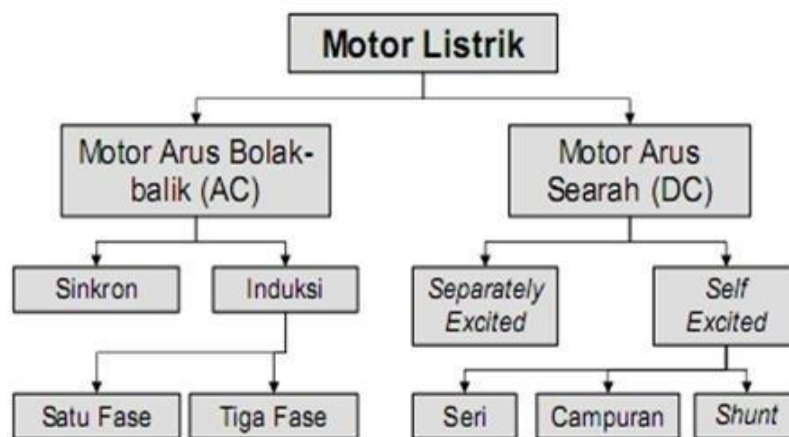 Motor Listrik
Motor Arus Bolak-
balik (AC)
Motor Arus
Searah (DC)
Sinkron
Induksi
Separately
Excited
Self
Excited
Satu Fase
Tiga Fase
Seri
Campuran
Shunt